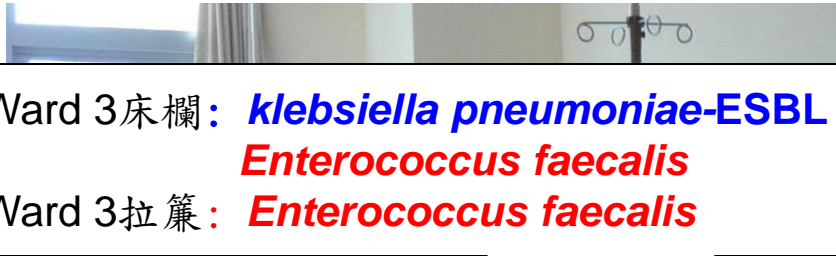 Ward 3床欄：klebsiella pneumoniae-ESBL
Enterococcus faecalis
Ward 3拉簾：Enterococcus faecalis